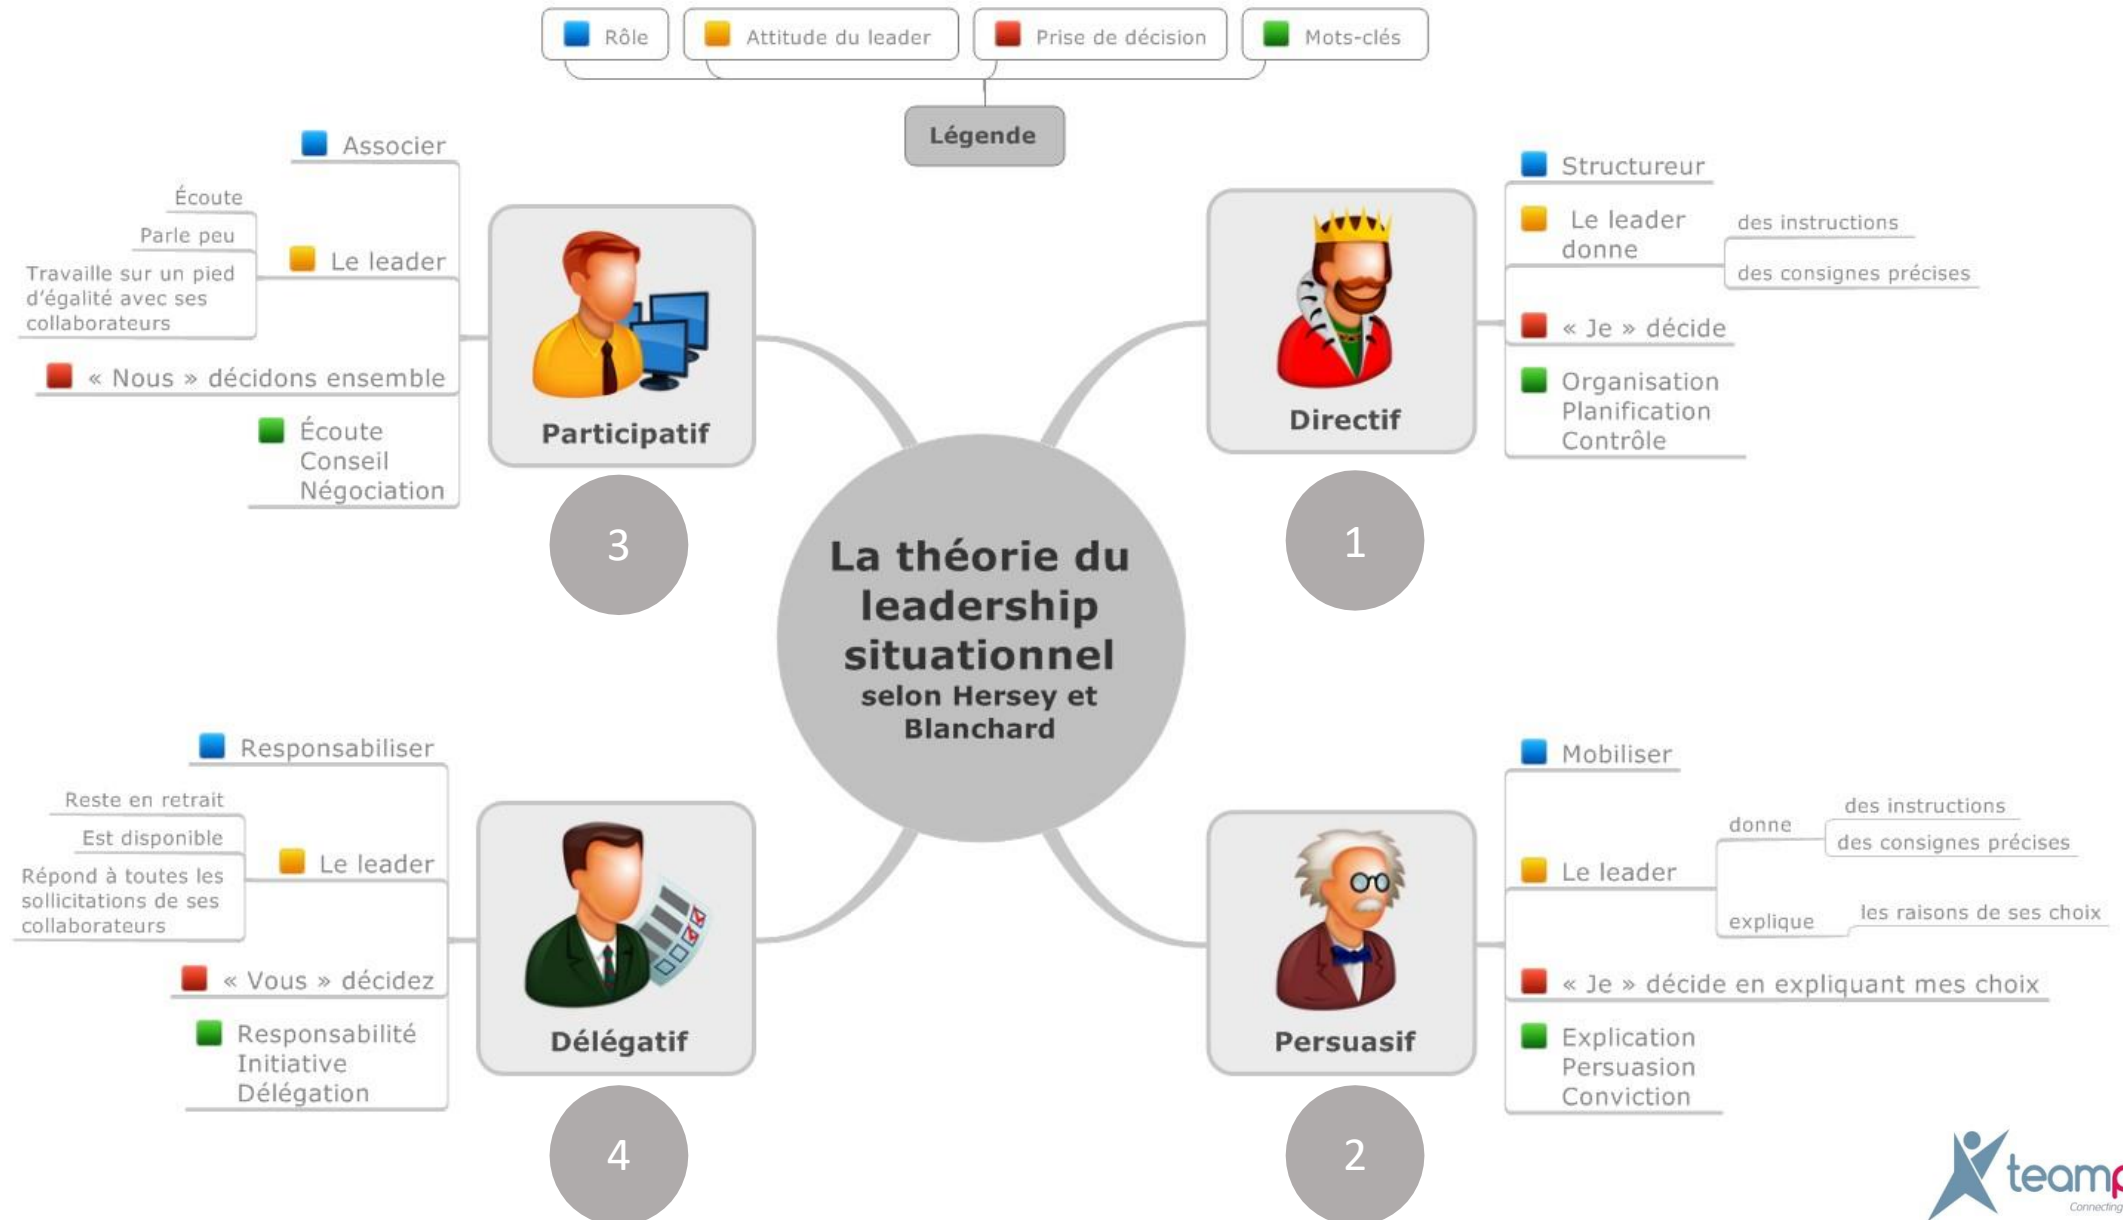 Rôle
Attitude du leader
Prise de décision
Mots-clés
Légende
La théorie du
leadership
situationnel
selon Hersey et
Blanchard
Directif
1
Structureur
Le leader
donne
des instructions
des consignes précises
« Je » décide
Organisation
Planification
Contrôle
Persuasif
2
Mobiliser
Le leader
donne
des instructions
des consignes précises
explique
les raisons de ses choix
« Je » décide en expliquant mes choix
Explication
Persuasion
Conviction
Participatif
3
Associer
Le leader
Écoute
Parle peu
Travaille sur un pied
d'égalité avec ses
collaborateurs
« Nous » décidons ensemble
Écoute
Conseil
Négociation
Délégatif
4
Responsabiliser
Le leader
Reste en retrait
Est disponible
Répond à toutes les
sollicitations de ses
collaborateurs
« Vous » décidez
Responsabilité
Initiative
Délégation
teamp
Connecting